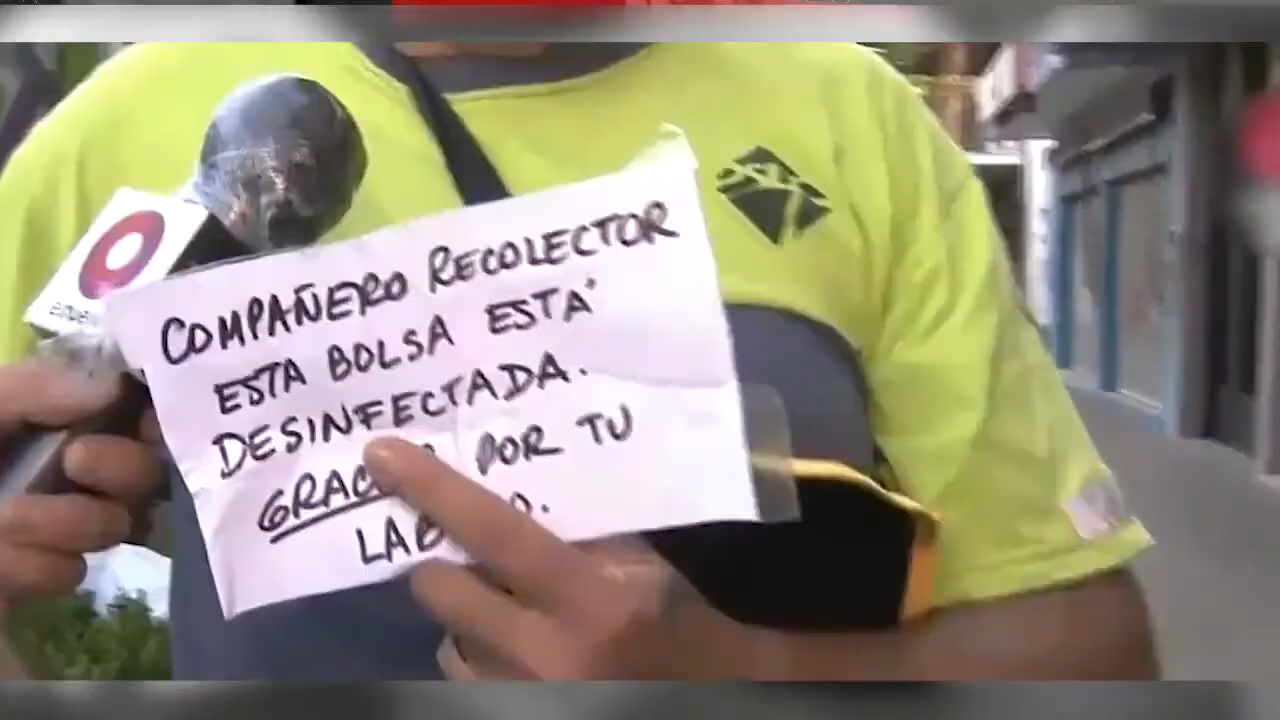 COMPAÑERO RECOLECTOR
ESTA BOLSA ESTÁ
DESINFECTADA.
POR TU